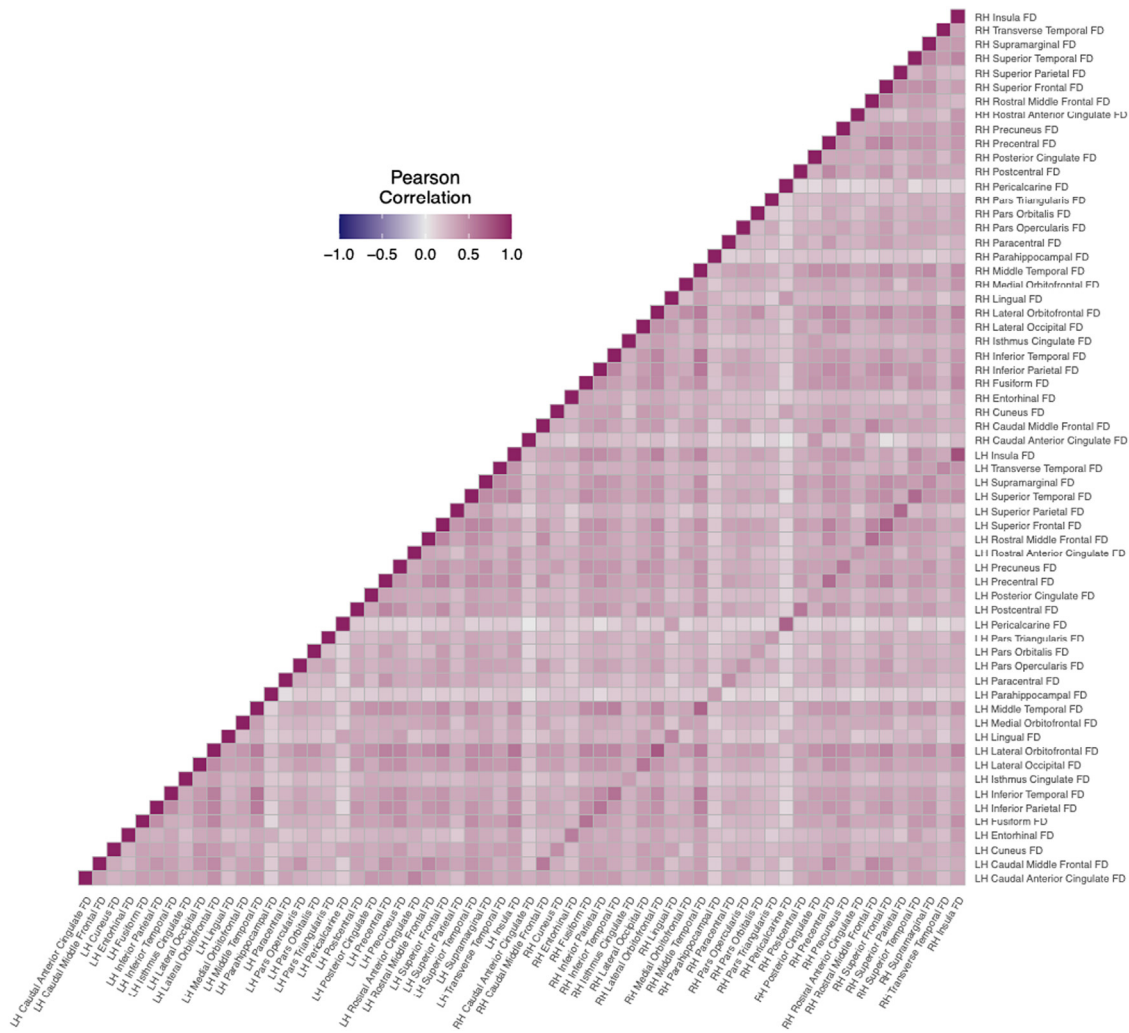 RH Insula FD
RH Transverse Temporal FD
RH Supramarginal FD
RH Superior Temporal FD
RH Superior Parietal FD
RH Superior Frontal FD
RH Rostral Middle Frontal FD
RH Rostral Anterior Cingulate FD
RH Precuneus FD
RH Precentral FD
RH Posterior Cingulate FD
RH Postcentral FD
RH Pericalcarine FD
RH Pars Triangularis FD
RH Pars Orbitalis FD
RH Pars Opercularis FD
RH Paracentral FD
RH Parahippocampal FD
RH Middle Temporal FD
RH Medial Orbitofrontal FD
RH Lingual FD
RH Lateral Orbitofrontal FD
RH Lateral Occipital FD
RH Isthmus Cingulate FD
RH Inferior Temporal FD
RH Inferior Parietal FD
RH Fusiform FD
RH Entorhinal FD
RH Cuneus FD
RH Caudal Middle Frontal FD
RH Caudal Anterior Cingulate FD
LH Insula FD
LH Transverse Temporal FD
LH Supramarginal FD
LH Superior Temporal FD
LH Superior Parietal FD
LH Superior Frontal FD
LH Rostral Middle Frontal FD
LH Rostral Anterior Cingulate FD
LH Precuneus FD
LH Precentral FD
LH Posterior Cingulate FD
LH Postcentral FD
LH Pericalcarine FD
LH Pars Triangularis FD
LH Pars Orbitalis FD
LH Pars Opercularis FD
LH Paracentral FD
LH Parahippocampal FD
LH Middle Temporal FD
LH Medial Orbitofrontal FD
LH Lingual FD
LH Lateral Orbitofrontal FD
LH Lateral Occipital FD
LH Isthmus Cingulate FD
LH Inferior Temporal FD
LH Inferior Parietal FD
LH Fusiform FD
LH Entorhinal FD
LH Cuneus FD
LH Caudal Middle Frontal FD
LH Caudal Anterior Cingulate FD
Pearson
Correlation
−1.0 −0.5 0.0 0.5 1.0
LH Caudal Anterior Cingulate FD
LH Caudal Middle Frontal FD
LH Cuneus FD
LH Entorhinal FD
LH Fusiform FD
LH Inferior Parietal FD
LH Inferior Temporal FD
LH Isthmus Cingulate FD
LH Lateral Occipital FD
LH Lateral Orbitofrontal FD
LH Lingual FD
LH Medial Orbitofrontal FD
LH Middle Temporal FD
LH Parahippocampal FD
LH Paracentral FD
LH Pars Opercularis FD
LH Pars Orbitalis FD
LH Pars Triangularis FD
LH Pericalcarine FD
LH Postcentral FD
LH Posterior Cingulate FD
LH Precentral FD
LH Precuneus FD
LH Rostral Anterior Cingulate FD
LH Rostral Middle Frontal FD
LH Superior Frontal FD
LH Superior Parietal FD
LH Superior Temporal FD
LH Supramarginal FD
LH Transverse Temporal FD
LH Insula FD
RH Caudal Anterior Cingulate FD
RH Caudal Middle Frontal FD
RH Cuneus FD
RH Entorhinal FD
RH Fusiform FD
RH Inferior Parietal FD
RH Inferior Temporal FD
RH Isthmus Cingulate FD
RH Lateral Occipital FD
RH Lateral Orbitofrontal FD
RH Lingual FD
RH Medial Orbitofrontal FD
RH Middle Temporal FD
RH Parahippocampal FD
RH Paracentral FD
RH Pars Opercularis FD
RH Pars Orbitalis FD
RH Pars Triangularis FD
RH Pericalcarine FD
RH Postcentral FD
RH Posterior Cingulate FD
RH Precentral FD
RH Precuneus FD
RH Rostral Anterior Cingulate FD
RH Rostral Middle Frontal FD
RH Superior Frontal FD
RH Superior Parietal FD
RH Superior Temporal FD
RH Supramarginal FD
RH Transverse Temporal FD
RH Insula FD